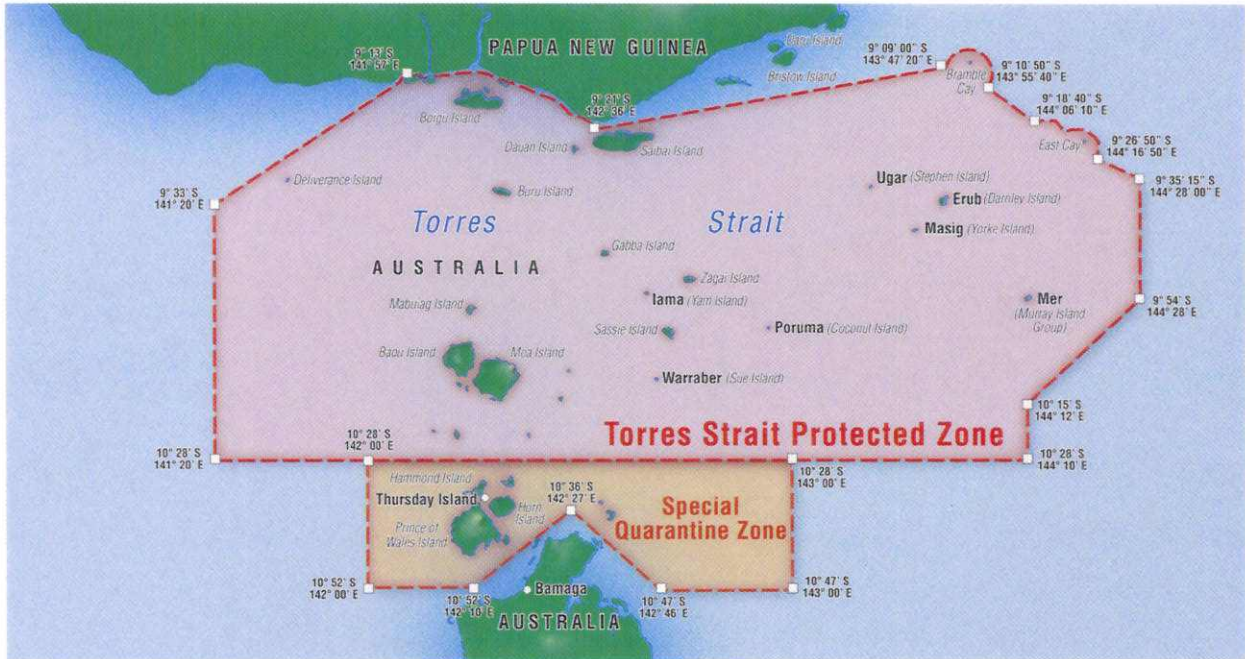 PAPUA NEW GUINEA
Daru Island
Bristow Island
9° 13' S
141° 57' E
9° 09' 00" S
143° 47' 20" E
Bramble
Cay
9° 10' 50" S
143° 55' 40" E
9° 21' S
142° 36' E
Boigu Island
9° 18' 40" S
144° 06' 10" E
Dauan Island
Saibai Island
East Cay
9° 26' 50" S
144° 16' 50" E
9° 33' S
141° 20' E
Deliverance Island
Buru Island
Ugar (Stephen Island)
9° 35' 15" S
144° 28' 00" E
Erub (Darnley Island)
Torres Strait
Masig (Yorke Island)
Gabba Island
AUSTRALIA
Zagai Island
Mabuiag Island
Iama (Yam Island)
Mer
(Murray Island
Group)
9° 54' S
144° 28' E
Sassie Island
Poruma (Coconut Island)
Badu Island
Moa Island
Warraber (Sue Island)
10° 15' S
144° 12' E
Torres Strait Protected Zone
10° 28' S
141° 20' E
10° 28' S
142° 00' E
10° 28' S
143° 00' E
10° 28' S
144° 10' E
Hammond Island
Thursday Island
Horn
Island
10° 36' S
142° 27' E
Special
Quarantine Zone
Prince of
Wales Island
10° 52' S
142° 00' E
10° 52' S
142° 10' E
Bamaga
10° 47' S
142° 46' E
10° 47' S
143° 00' E
AUSTRALIA